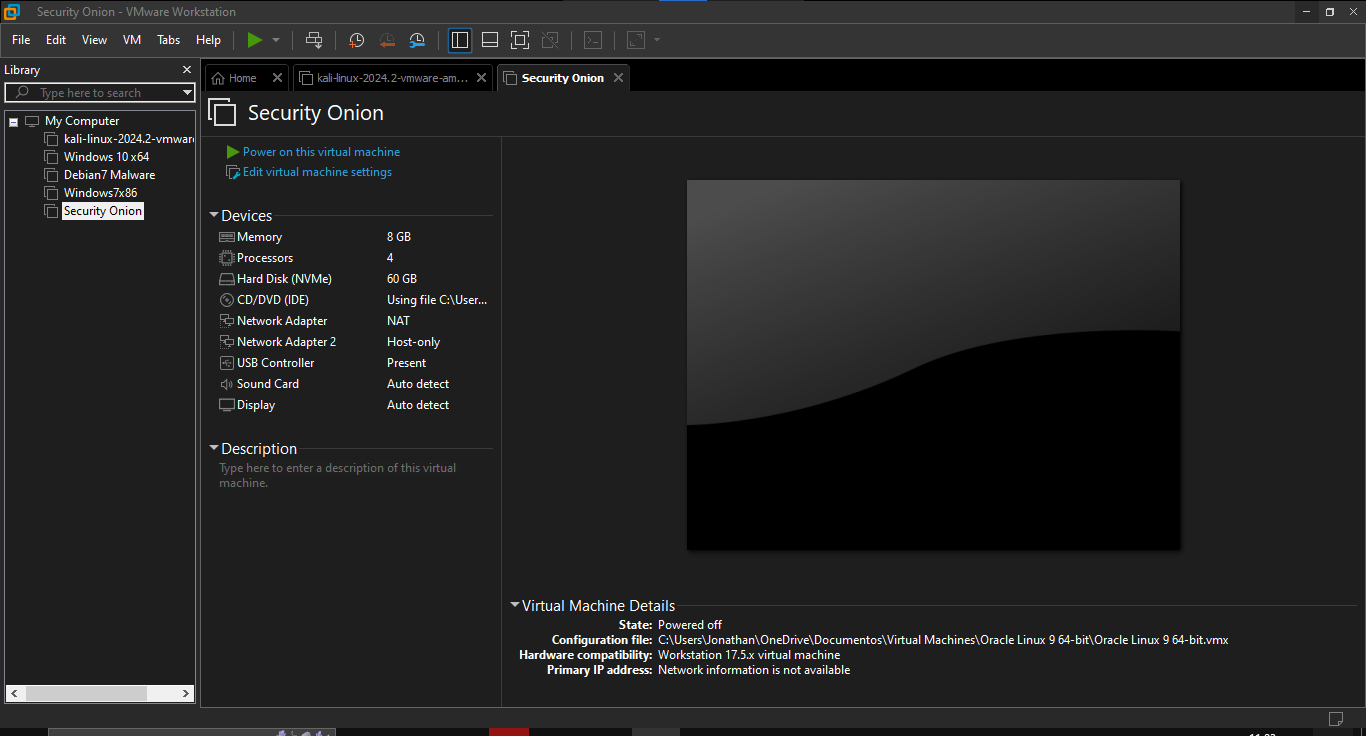 Security Onion - VMware Workstation
File Edit View VM Tabs Help
Library
Type here to search
My Computer
kali-linux-2024.2-vmware
Windows 10 x64
Debian7 Malware
Windows7x86
Security Onion
Home kali-linux-2024.2-vmware-am... Security Onion
Security Onion
Power on this virtual machine
Edit virtual machine settings
Devices
Memory 8 GB
Processors 4
Hard Disk (NVMe) 60 GB
CD/DVD (IDE) Using file C:\User...
Network Adapter NAT
Network Adapter 2 Host-only
USB Controller Present
Sound Card Auto detect
Display Auto detect
Description
Type here to enter a description of this virtual
machine.
Virtual Machine Details
State: Powered off
Configuration file: C:\Users\Jonathan\OneDrive\Documentos\Virtual Machines\Oracle Linux 9 64-bit\Oracle Linux 9 64-bit.vmx
Hardware compatibility: Workstation 17.5.x virtual machine
Primary IP address: Network information is not available